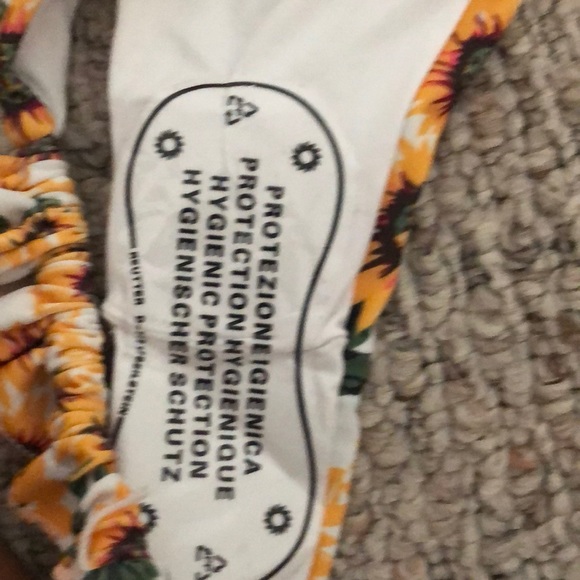 PROTEZIONE IGIENICA
PROTECTION HYGIENIQUE
HYGIENIC PROTECTION
HYGIENISCHER SCHUTZ